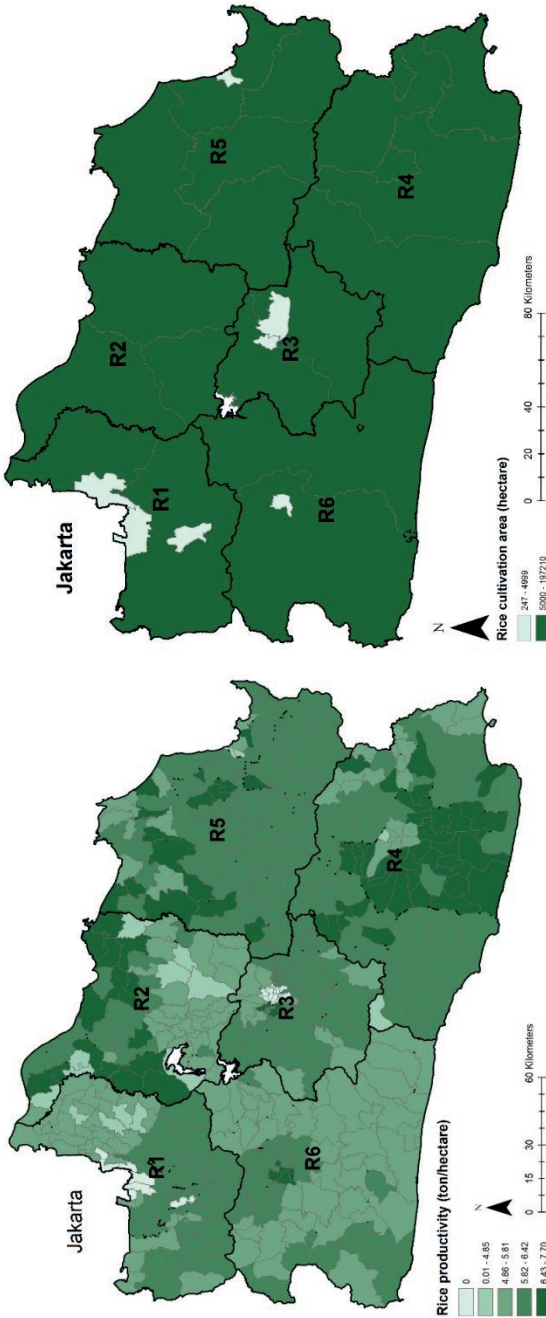 Jakarta
R1
R2
R3
R4
R5
R6
N
Rice productivity (ton/hectare)
0
0.01 - 4.85
4.86 - 5.81
5.82 - 6.42
6.43 - 7.70
0 15 30 60 Kilometers
Jakarta
R1
R2
R3
R4
R5
R6
N
Rice cultivation area (hectare)
247 - 4999
5000 - 197210
0 20 40 80 Kilometers